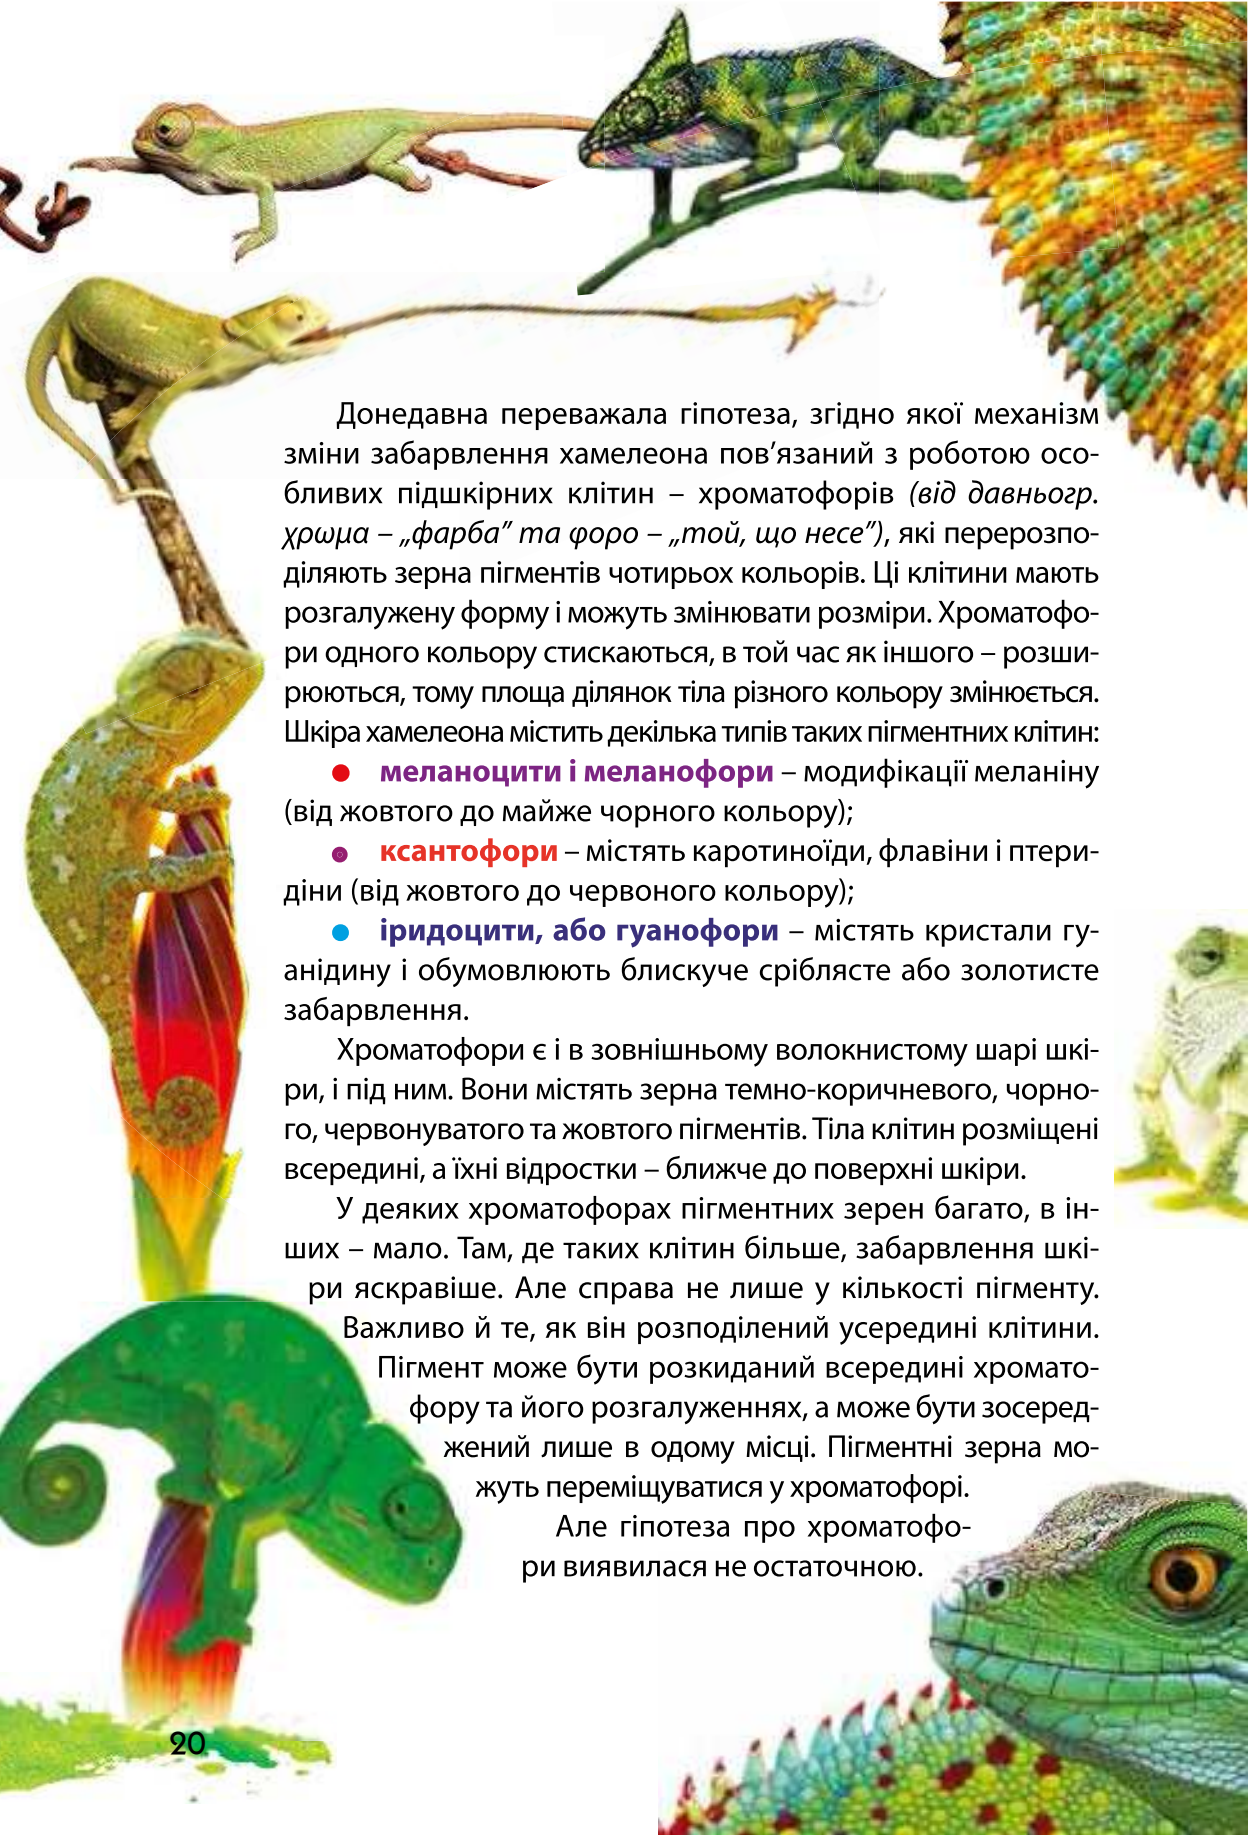 Донедавна переважала гіпотеза, згідно якої механізм
зміни забарвлення хамелеона пов’язаний з роботою осо-
бливих підшкірних клітин – хроматофорів (від давньогр.
χρωμα – „фарба” та φορο – „той, що несе”), які перерозпо-
діляють зерна пігментів чотирьох кольорів. Ці клітини мають
розгалужену форму і можуть змінювати розміри. Хроматофо-
ри одного кольору стискаються, в той час як іншого – розши-
рюються, тому площа ділянок тіла різного кольору змінюється.
Шкіра хамелеона містить декілька типів таких пігментних клітин:
● меланоцити і меланофори – модифікації меланіну
(від жовтого до майже чорного кольору);
● ксантофори – містять каротиноїди, флавіни і птери-
діни (від жовтого до червоного кольору);
● іридоцити, або гуанофори – містять кристали гу-
анідину і обумовлюють блискуче сріблясте або золотисте
забарвлення.
Хроматофори є і в зовнішньому волокнистому шарі шкі-
ри, і під ним. Вони містять зерна темно-коричневого, чорно-
го, червонуватого та жовтого пігментів. Тіла клітин розміщені
всередині, а їхні відростки – ближче до поверхні шкіри.
У деяких хроматофорах пігментних зерен багато, в ін-
ших – мало. Там, де таких клітин більше, забарвлення шкі-
ри яскравіше. Але справа не лише у кількості пігменту.
Важливо й те, як він розподілений усередині клітини.
Пігмент може бути розкиданий всередині хромато-
фору та його розгалуженнях, а може бути зосеред-
жений лише в одому місці. Пігментні зерна мо-
жуть переміщуватися у хроматофорі.
Але гіпотеза про хроматофо-
ри виявилася не остаточною.
20